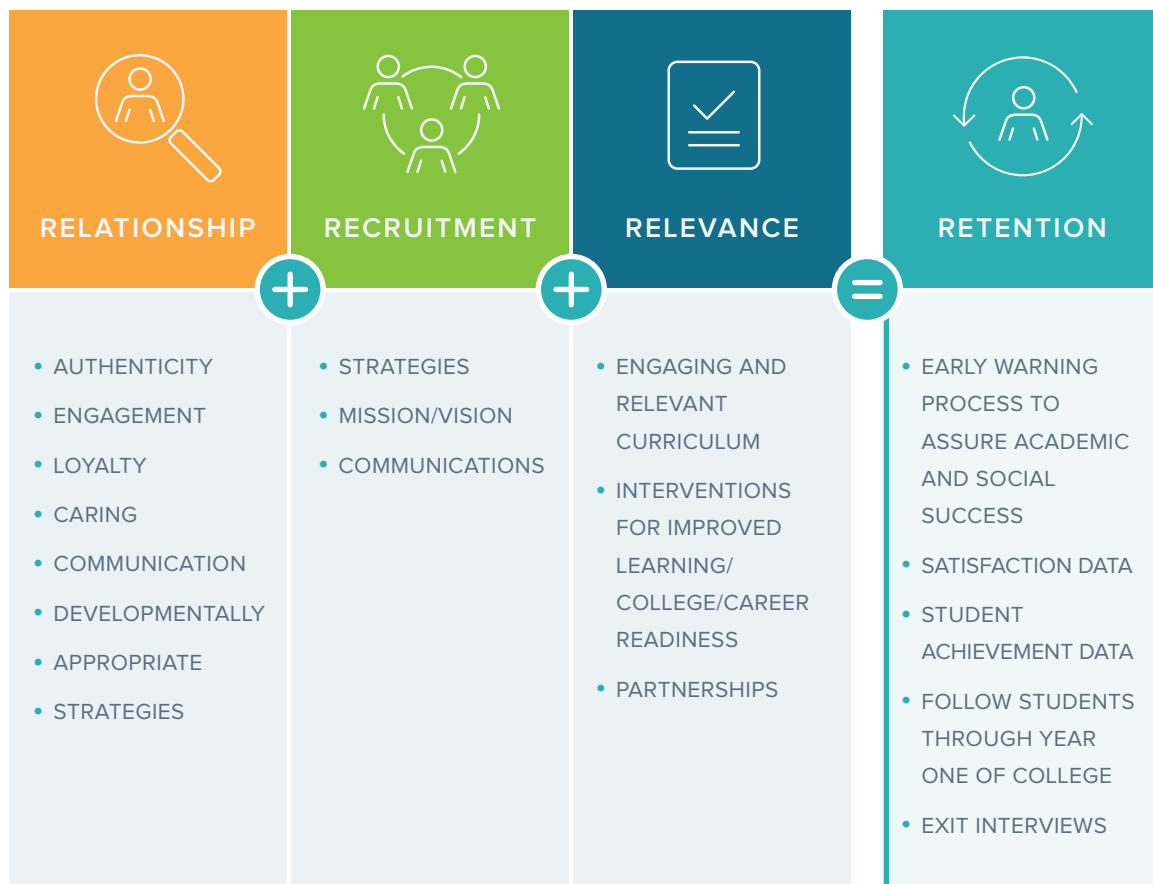 RELATIONSHIP
• AUTHENTICITY
• ENGAGEMENT
• LOYALTY
• CARING
• COMMUNICATION
• DEVELOPMENTALLY
• APPROPRIATE
• STRATEGIES
+
RECRUITMENT
• STRATEGIES
• MISSION/VISION
• COMMUNICATIONS
+
RELEVANCE
• ENGAGING AND
RELEVANT
CURRICULUM
• INTERVENTIONS
FOR IMPROVED
LEARNING/
COLLEGE/CAREER
READINESS
• PARTNERSHIPS
=
RETENTION
• EARLY WARNING
PROCESS TO
ASSURE ACADEMIC
AND SOCIAL
SUCCESS
• SATISFACTION DATA
• STUDENT
ACHIEVEMENT DATA
• FOLLOW STUDENTS
THROUGH YEAR
ONE OF COLLEGE
• EXIT INTERVIEWS